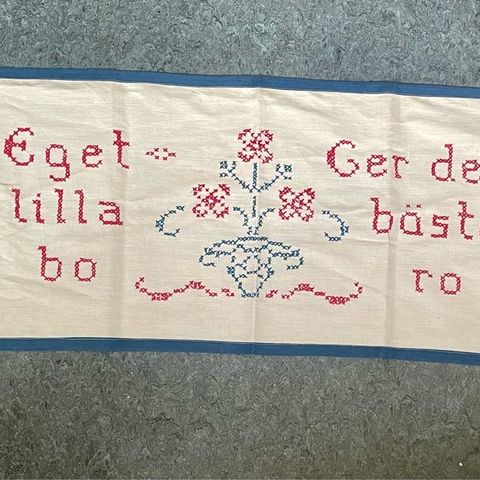 Eget -
lilla
bo
Ger de
bäst
ro